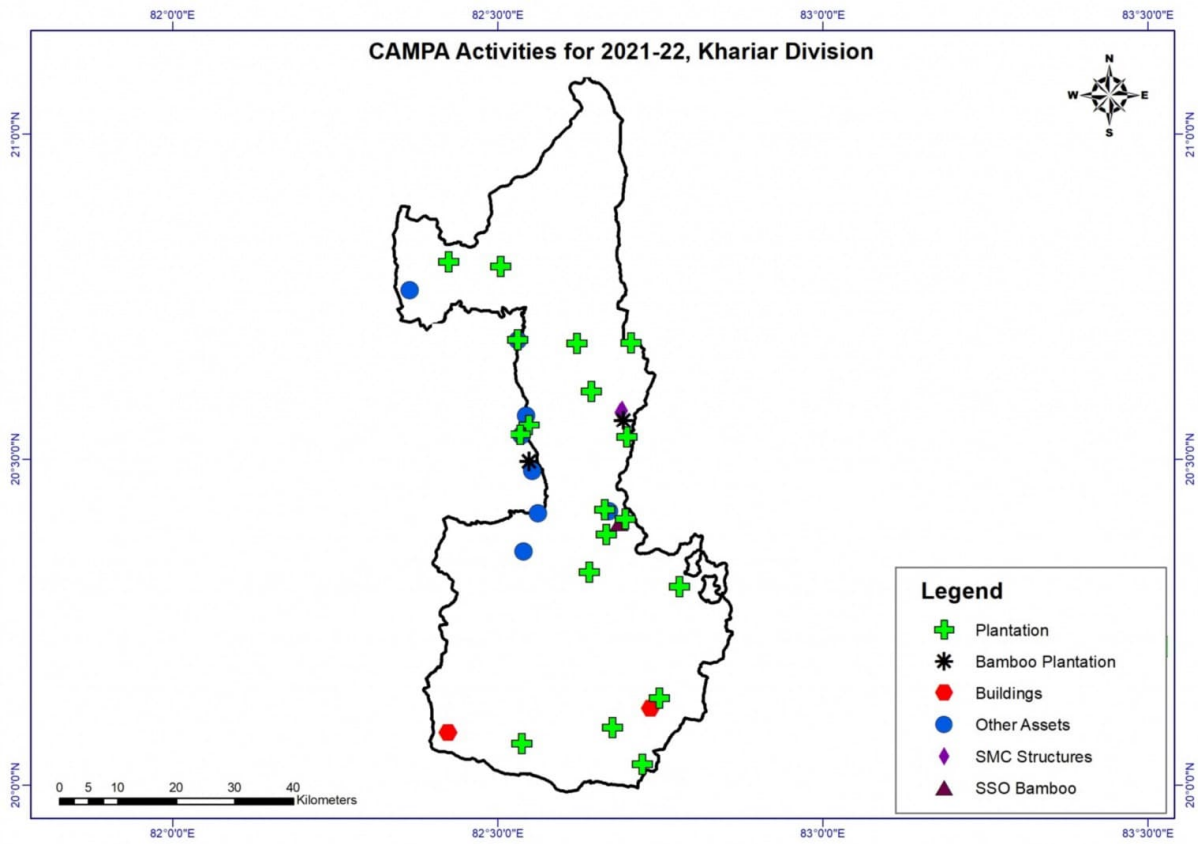 82°0'0"E 82°30'0"E 83°0'0"E 83°30'0"E
CAMPA Activities for 2021-22, Khariar Division
N
W E
S
21°0'0"N 21°0'0"N
20°30'0"N 20°30'0"N
Legend
Plantation
Bamboo Plantation
Buildings
Other Assets
SMC Structures
SSO Bamboo
20°0'0"N 20°0'0"N
0 5 10 20 30 40
Kilometers
82°0'0"E 82°30'0"E 83°0'0"E 83°30'0"E